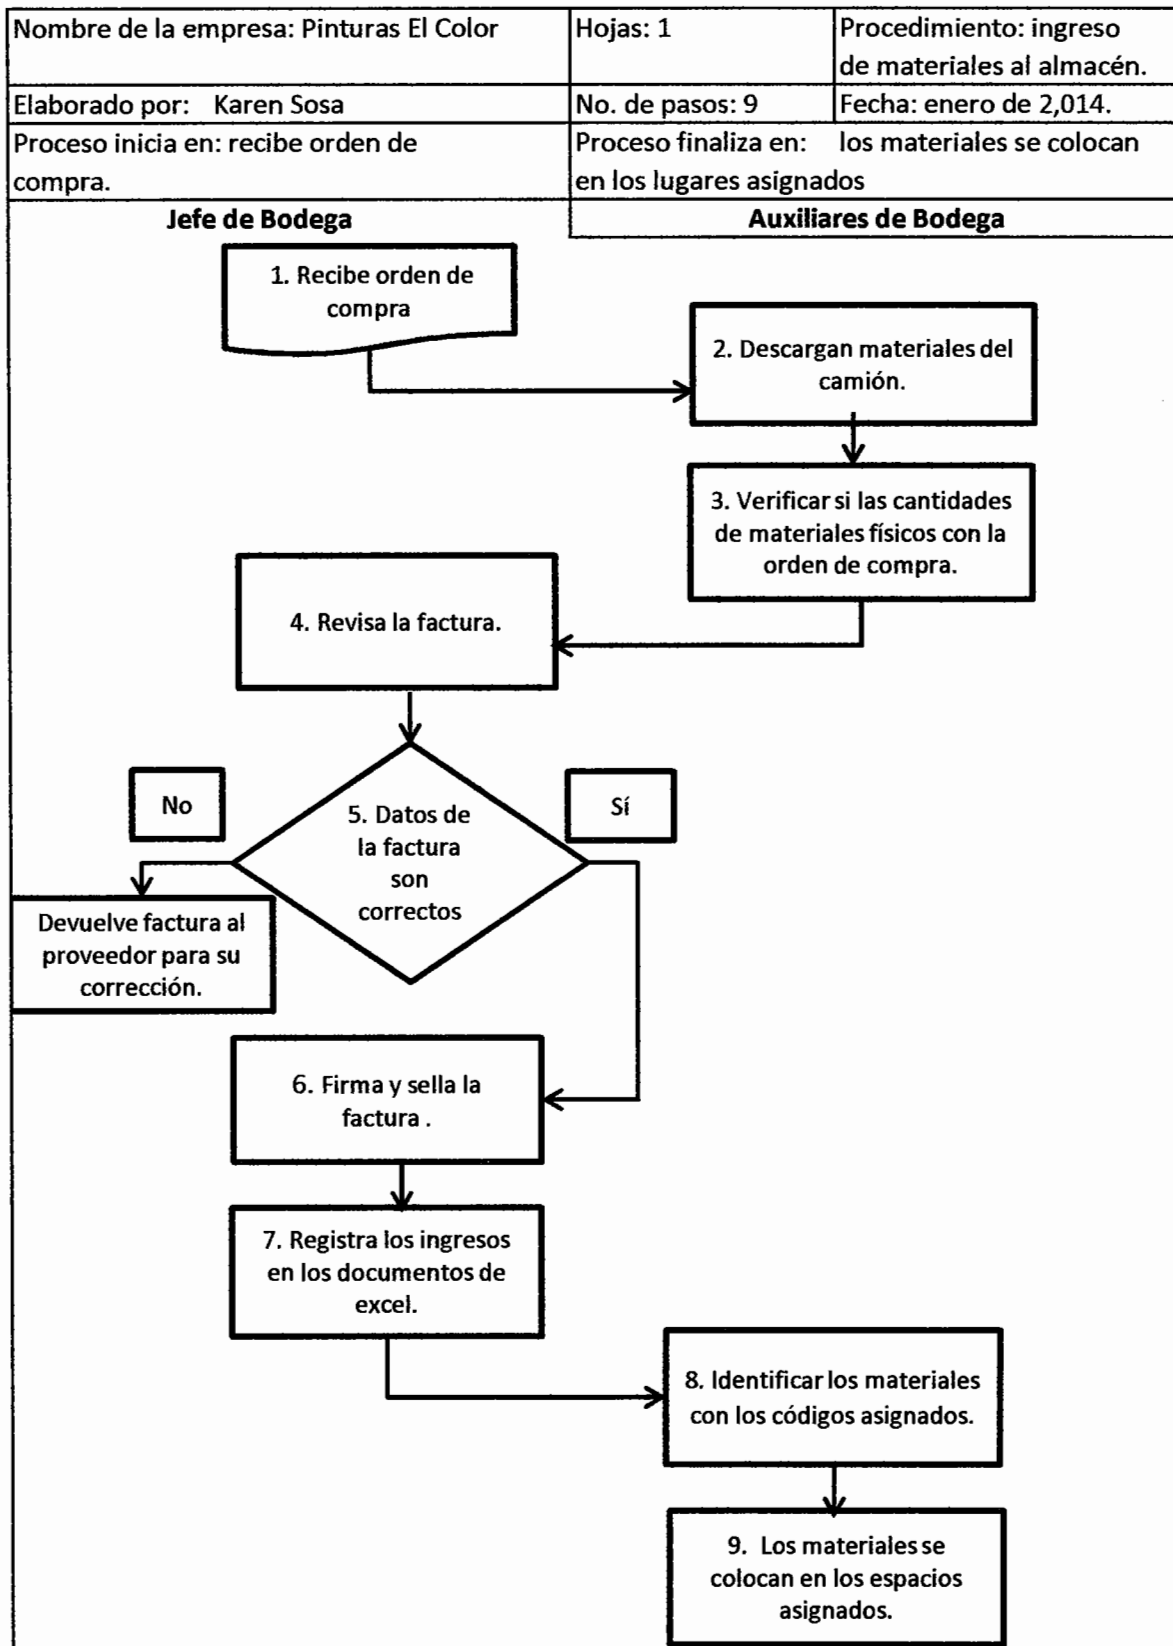 Nombre de la empresa: Pinturas El Color
Hojas: 1
Procedimiento: ingreso
de materiales al almacén.
Elaborado por: Karen Sosa
No. de pasos: 9
Fecha: enero de 2,014.
Proceso inicia en: recibe orden de
compra.
Proceso finaliza en: los materiales se colocan
en los lugares asignados
Jefe de Bodega
Auxiliares de Bodega
1. Recibe orden de
compra
2. Descargan materiales del
camión.
3. Verificar si las cantidades
de materiales físicos con la
orden de compra.
4. Revisa la factura.
No
5. Datos de
la factura
son
correctos
Sí
Devuelve factura al
proveedor para su
corrección.
6. Firma y sella la
factura .
7. Registra los ingresos
en los documentos de
excel.
8. Identificar los materiales
con los códigos asignados.
9. Los materiales se
colocan en los espacios
asignados.